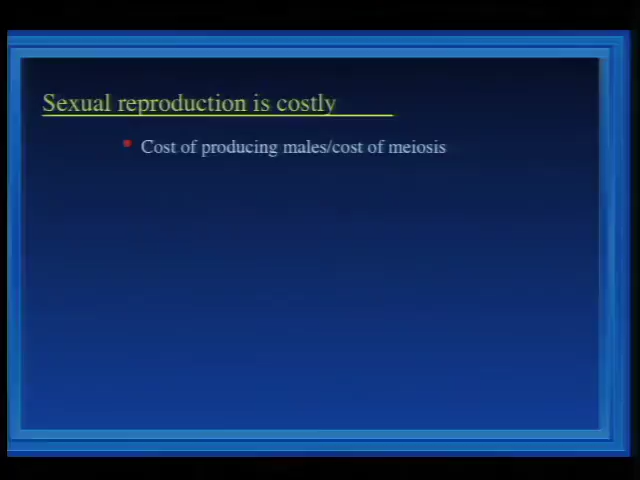 Sexual reproduction is costly
Cost of producing males/cost of meiosis